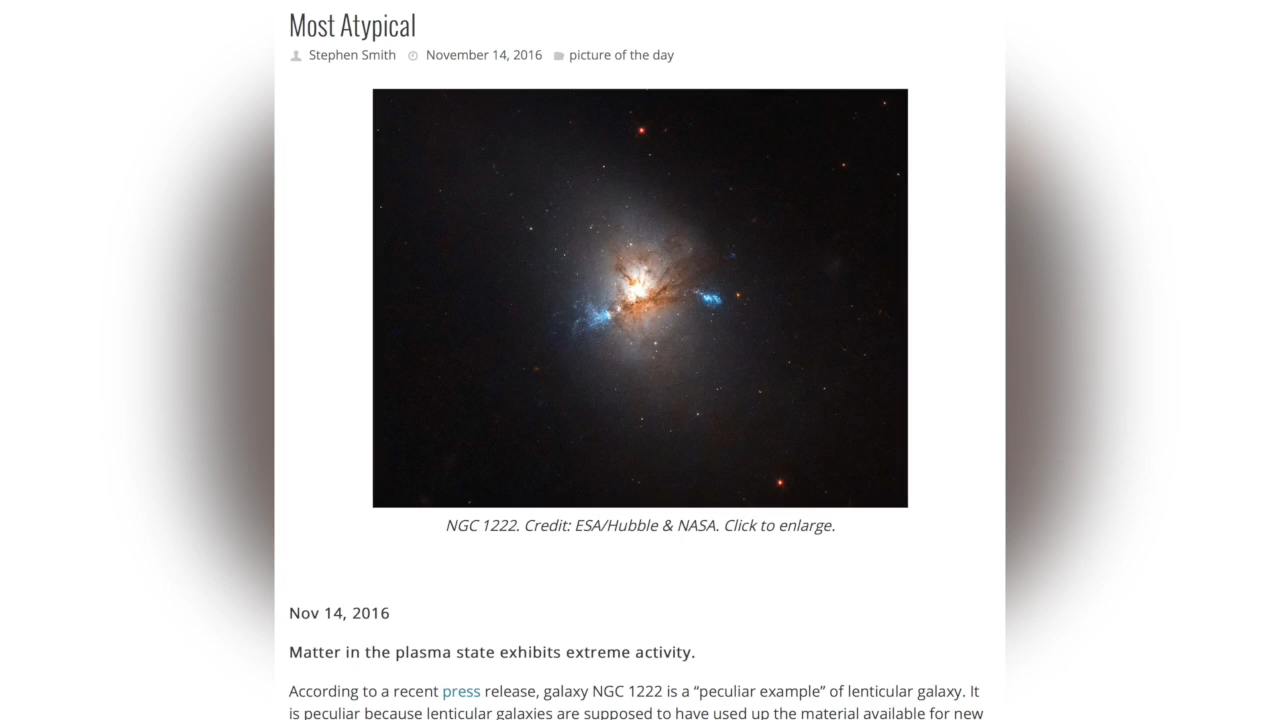 Most Atypical
Stephen Smith November 14, 2016 picture of the day
NGC 1222. Credit: ESA/Hubble & NASA. Click to enlarge.
Nov 14, 2016
Matter in the plasma state exhibits extreme activity.
According to a recent press release, galaxy NGC 1222 is a “peculiar example” of lenticular galaxy. It
is peculiar because lenticular galaxies are supposed to have used up the material available for new